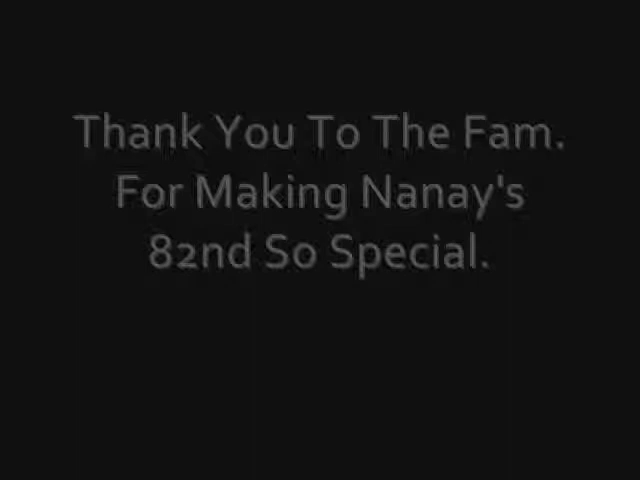 Thank You To The Fam.
For Making Nanay's
82nd So Special.